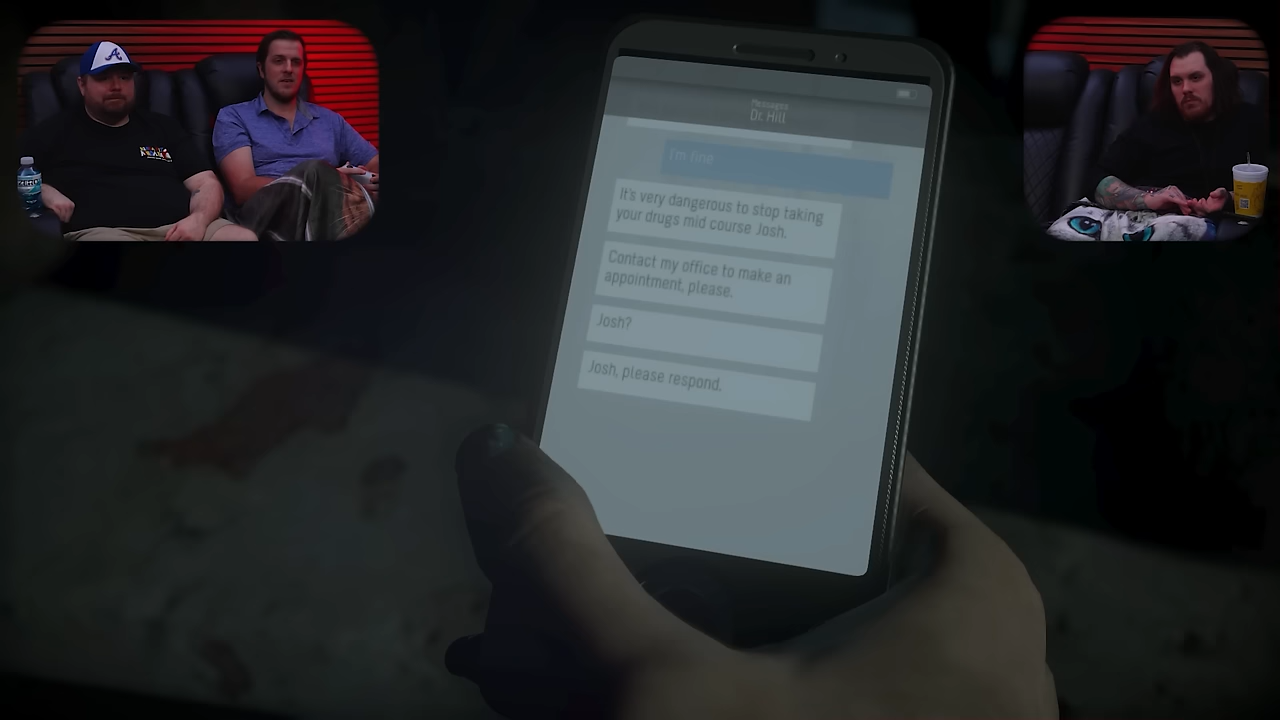 A
Messages
Dr. Hill
I'm fine
It's very dangerous to stop taking
your drugs mid course Josh.
Contact my office to make an
appointment, please.
Josh?
Josh, please respond.